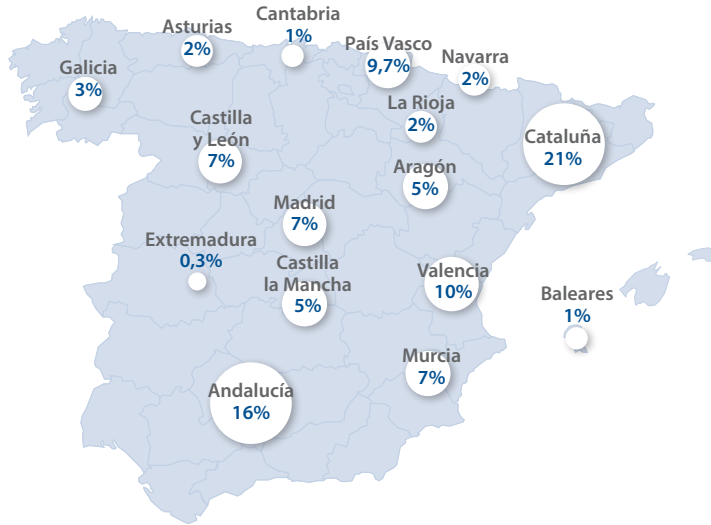 Cantabria
1%
Asturias
2%
País Vasco
9,7%
Navarra
2%
Galicia
3%
La Rioja
2%
Castilla
y León
7%
Cataluña
21%
Aragón
5%
Madrid
7%
Extremadura
0,3%
Castilla
la Mancha
5%
Valencia
10%
Baleares
1%
Murcia
7%
Andalucía
16%